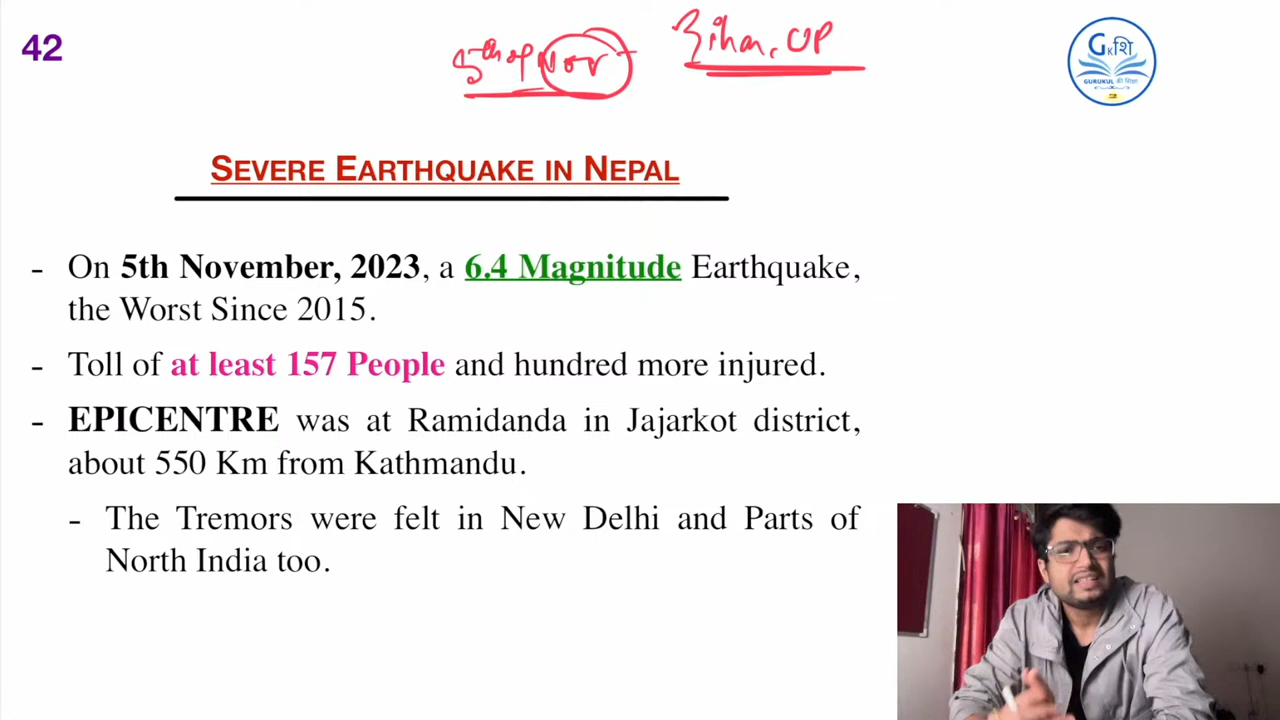 42
5th of Nov
Bihar, UP
GKशि
GURUKUL की शिक्षा
SEVERE EARTHQUAKE IN NEPAL
- On 5th November, 2023, a 6.4 Magnitude Earthquake,
the Worst Since 2015.
- Toll of at least 157 People and hundred more injured.
- EPICENTRE was at Ramidanda in Jajarkot district,
about 550 Km from Kathmandu.
- The Tremors were felt in New Delhi and Parts of
North India too.